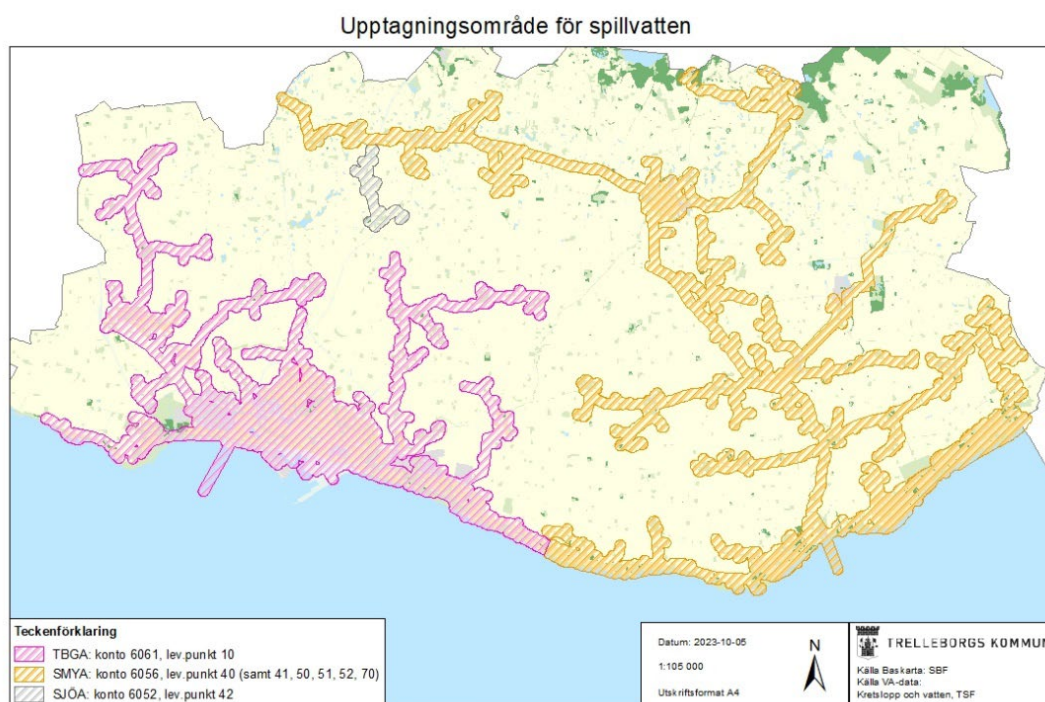 Upptagningsområde för spillvatten
Teckenförklaring
TBGA: konto 6061, lev.punkt 10
SMYA: konto 6056, lev.punkt 40 (samt 41, 50, 51, 52, 70)
SJÖA: konto 6052, lev.punkt 42
Datum: 2023-10-05
1:105 000
Utskriftsformat A4
N
TRELLEBORGS KOMMUN
Källa Baskarta: SBF
Källa VA-data:
Kretslopp och vatten, TSF